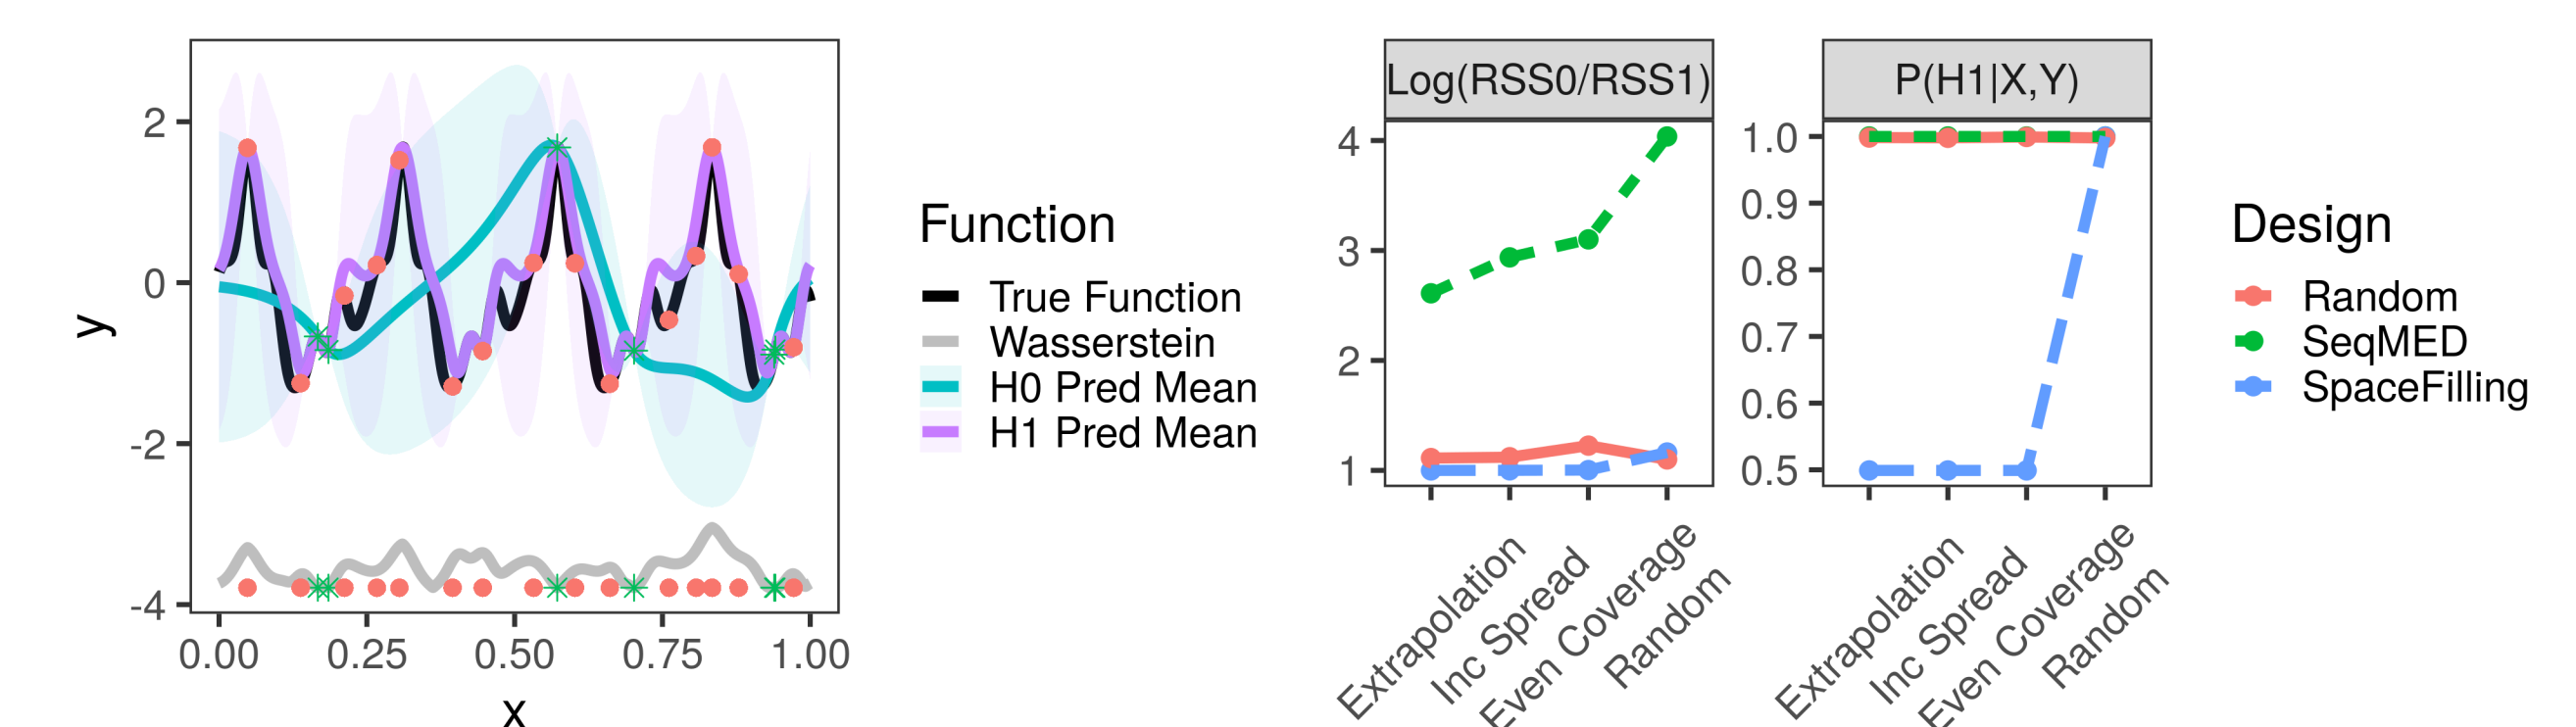 y
2
0
-2
-4
0.00 0.25 0.50 0.75 1.00
x
Function
True Function
Wasserstein
H0 Pred Mean
H1 Pred Mean
Log(RSS0/RSS1)
4
3
2
1
Extrapolation
Inc Spread
Even Coverage
Random
P(H1|X,Y)
1.0
0.9
0.8
0.7
0.6
0.5
Extrapolation
Inc Spread
Even Coverage
Random
Design
Random
SeqMED
SpaceFilling